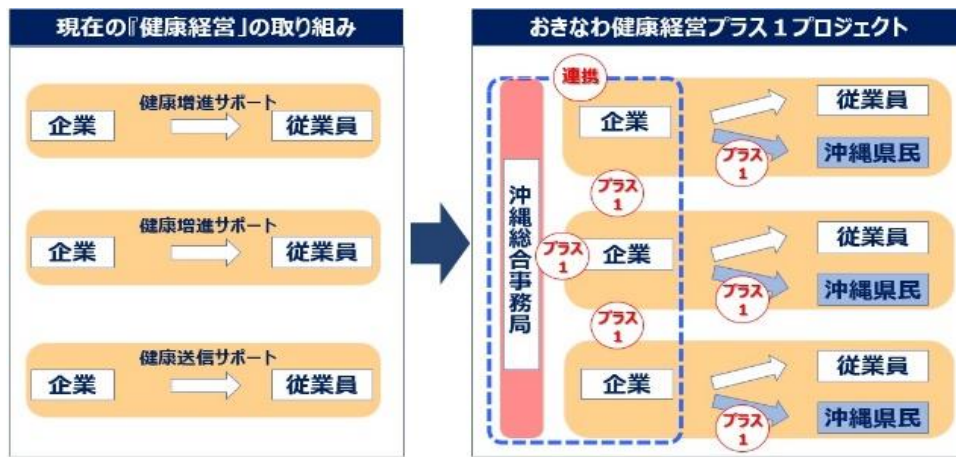 現在の『健康経営」の取り組み
健康増進サポート
企業
従業員
健康増進サポート
企業
従業員
健康送信サポート
企業
従業員
おきなわ健康経営プラス1プロジェクト
連携
沖縄総合事務局
企業
従業員
プラス
1
沖縄県民
プラス
1
プラス
1
企業
従業員
プラス
1
沖縄県民
プラス
1
企業
従業員
プラス
1
沖縄県民